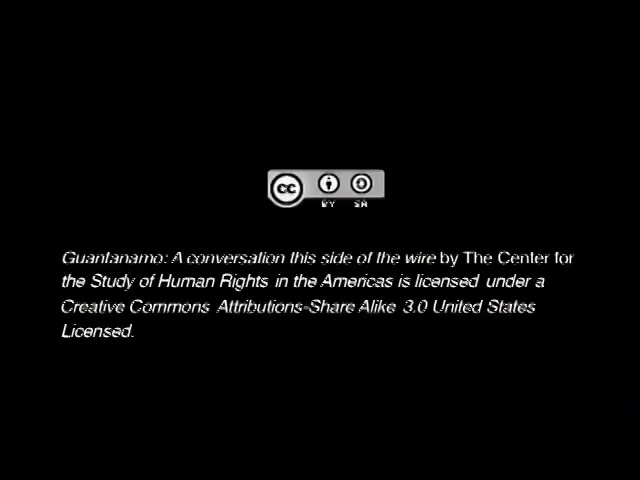 cc
BY SA
Guantanamo: A conversation this side of the wire by The Center for
the Study of Human Rights in the Americas is licensed under a
Creative Commons Attributions-Share Alike 3.0 United States
Licensed.